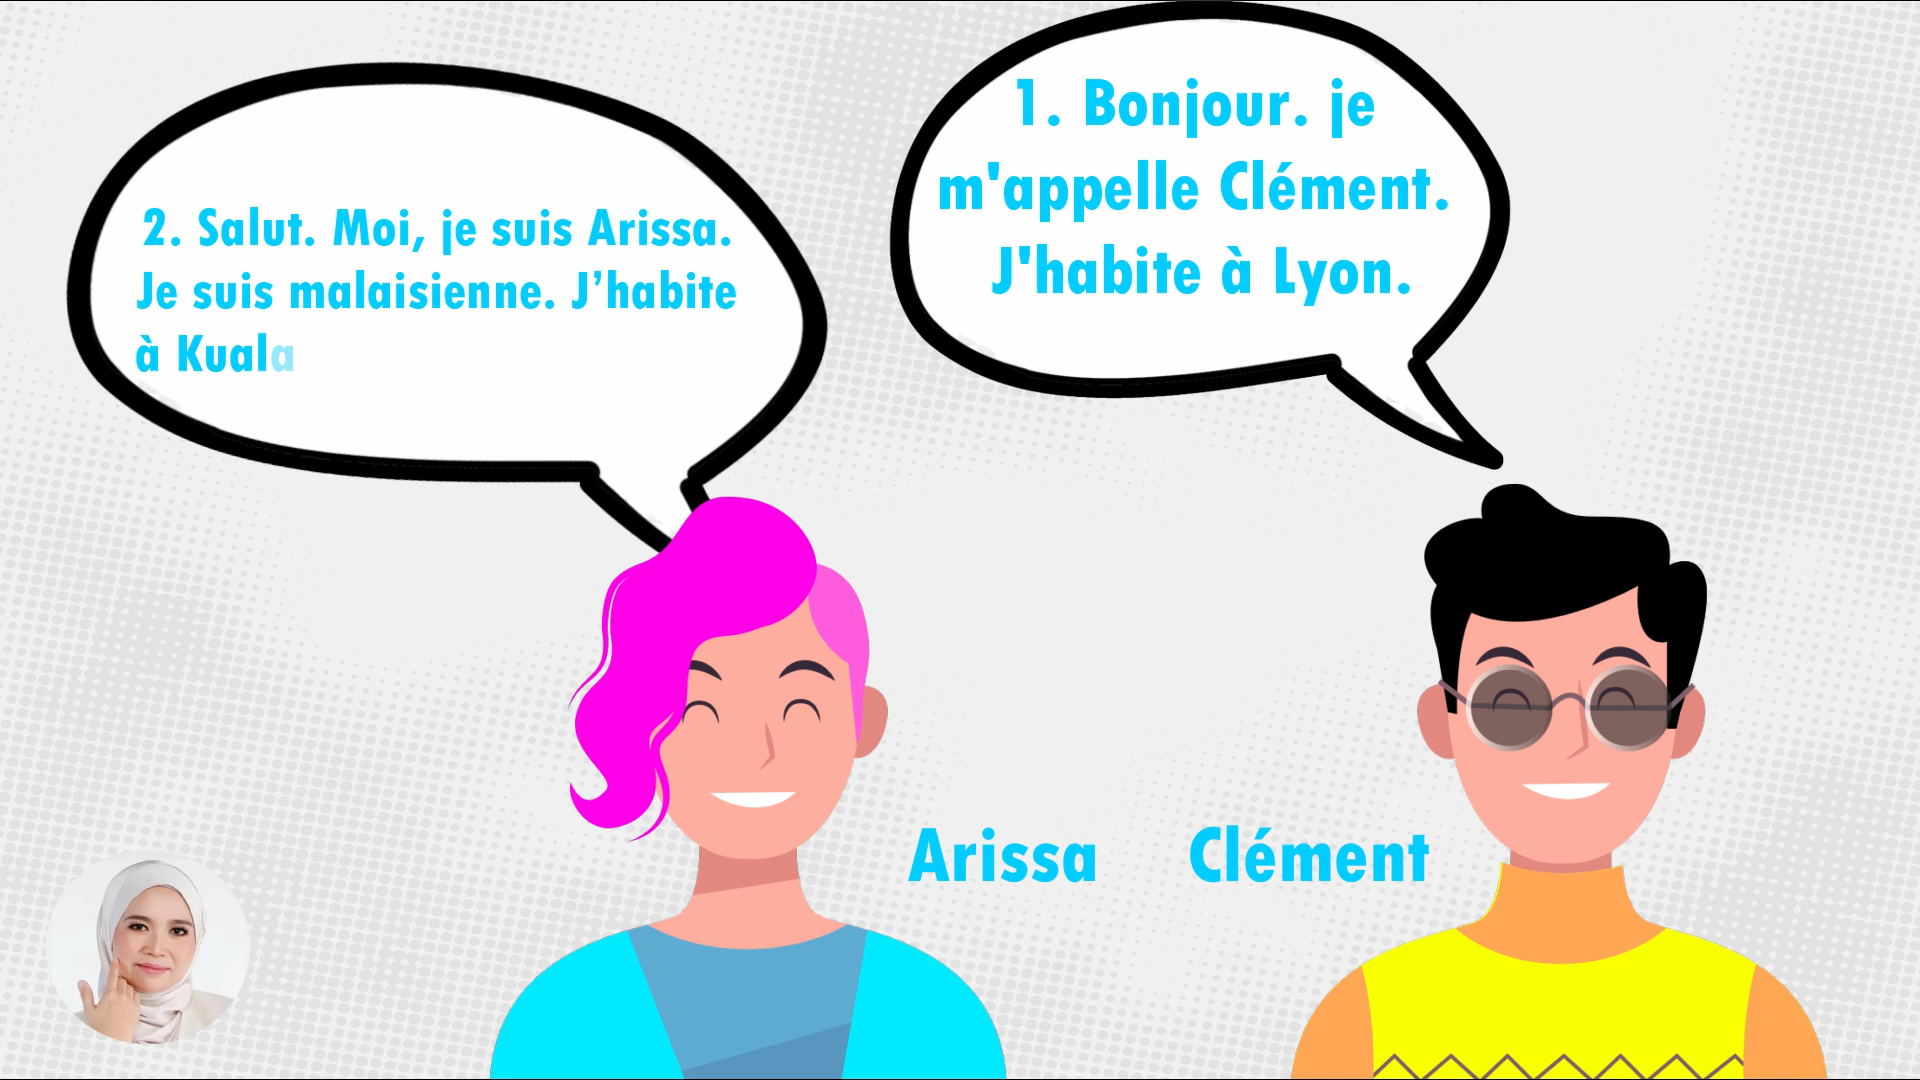 1. Bonjour. je
m'appelle Clément.
J'habite à Lyon.
2. Salut. Moi, je suis Arissa.
Je suis malaisienne. J’habite
à Kuala
Arissa
Clément